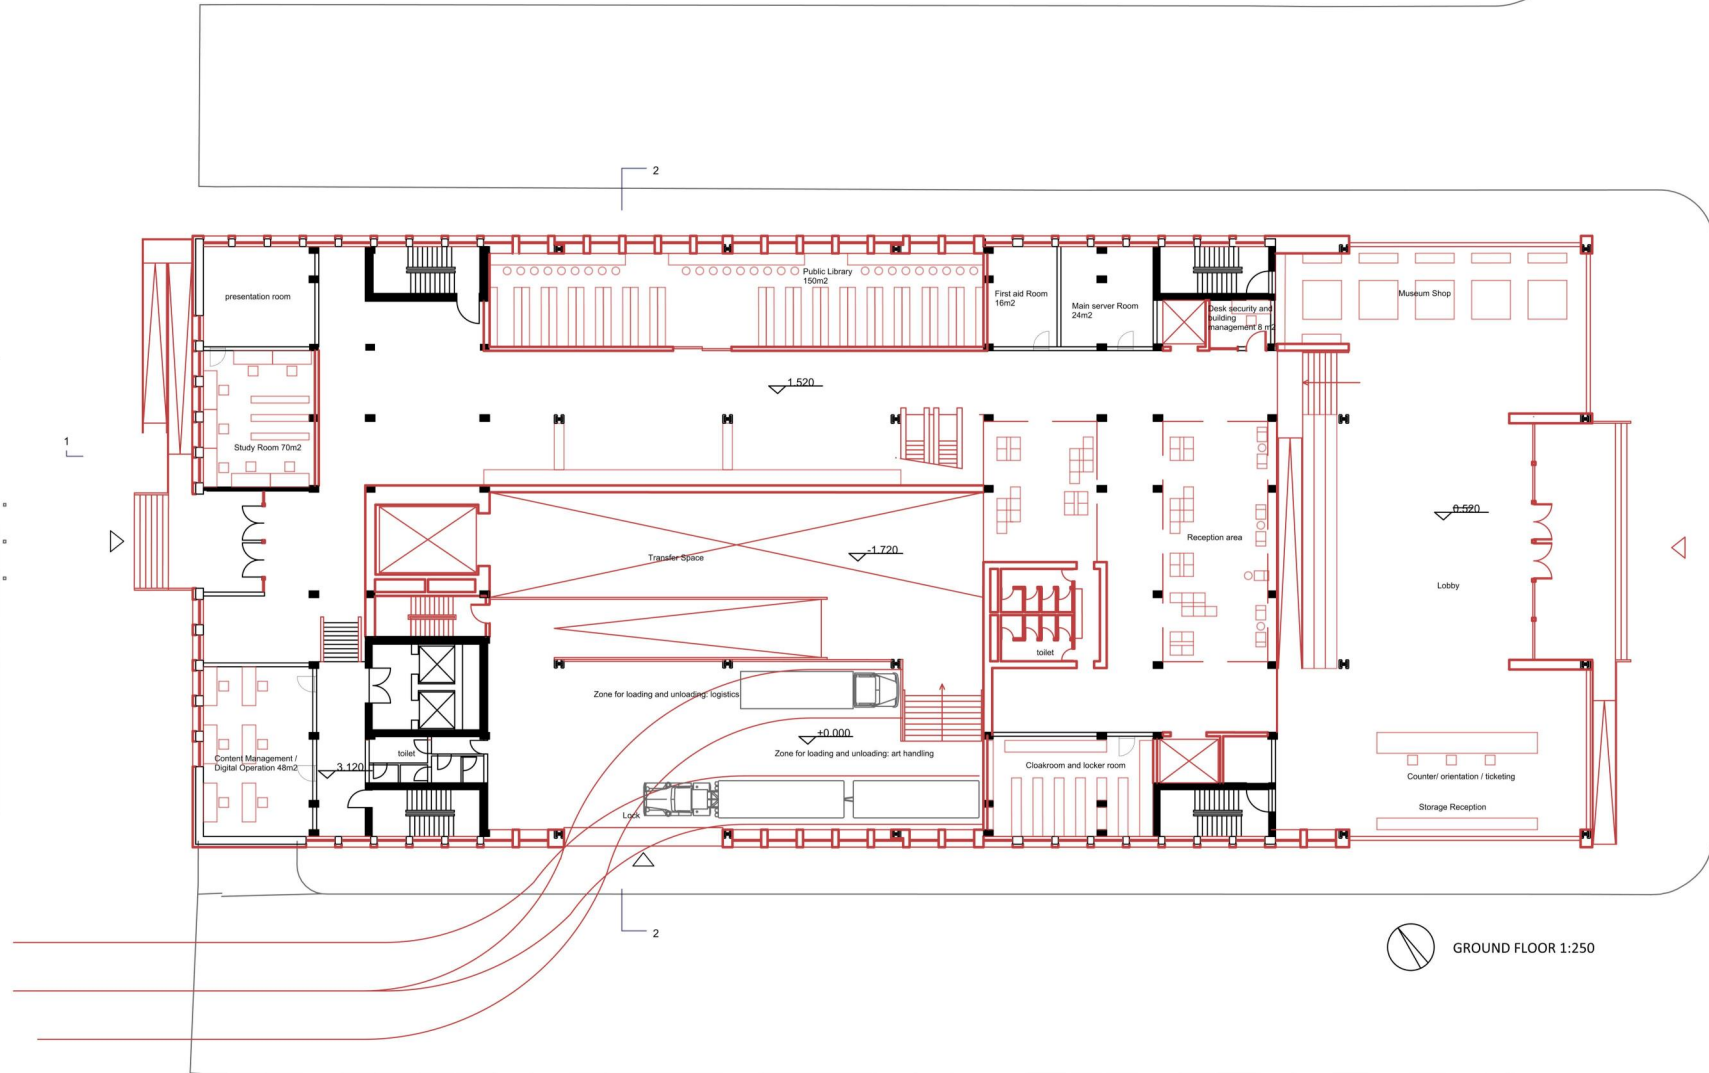 2
presentation room
Public Library
150m2
First aid Room
16m2
Main server Room
24m2
Desk security and
building
management 8 m2
Museum Shop
1.520
1
Study Room 70m2
0.520
Reception area
-1.720
Transfer Space
Lobby
toilet
Zone for loading and unloading: logistics
+0.000
Zone for loading and unloading: art handling
toilet
Content Management /
Digital Operation 48m2
3.120
Cloakroom and locker room
Counter/ orientation / ticketing
Storage Reception
Lock
2
GROUND FLOOR 1:250